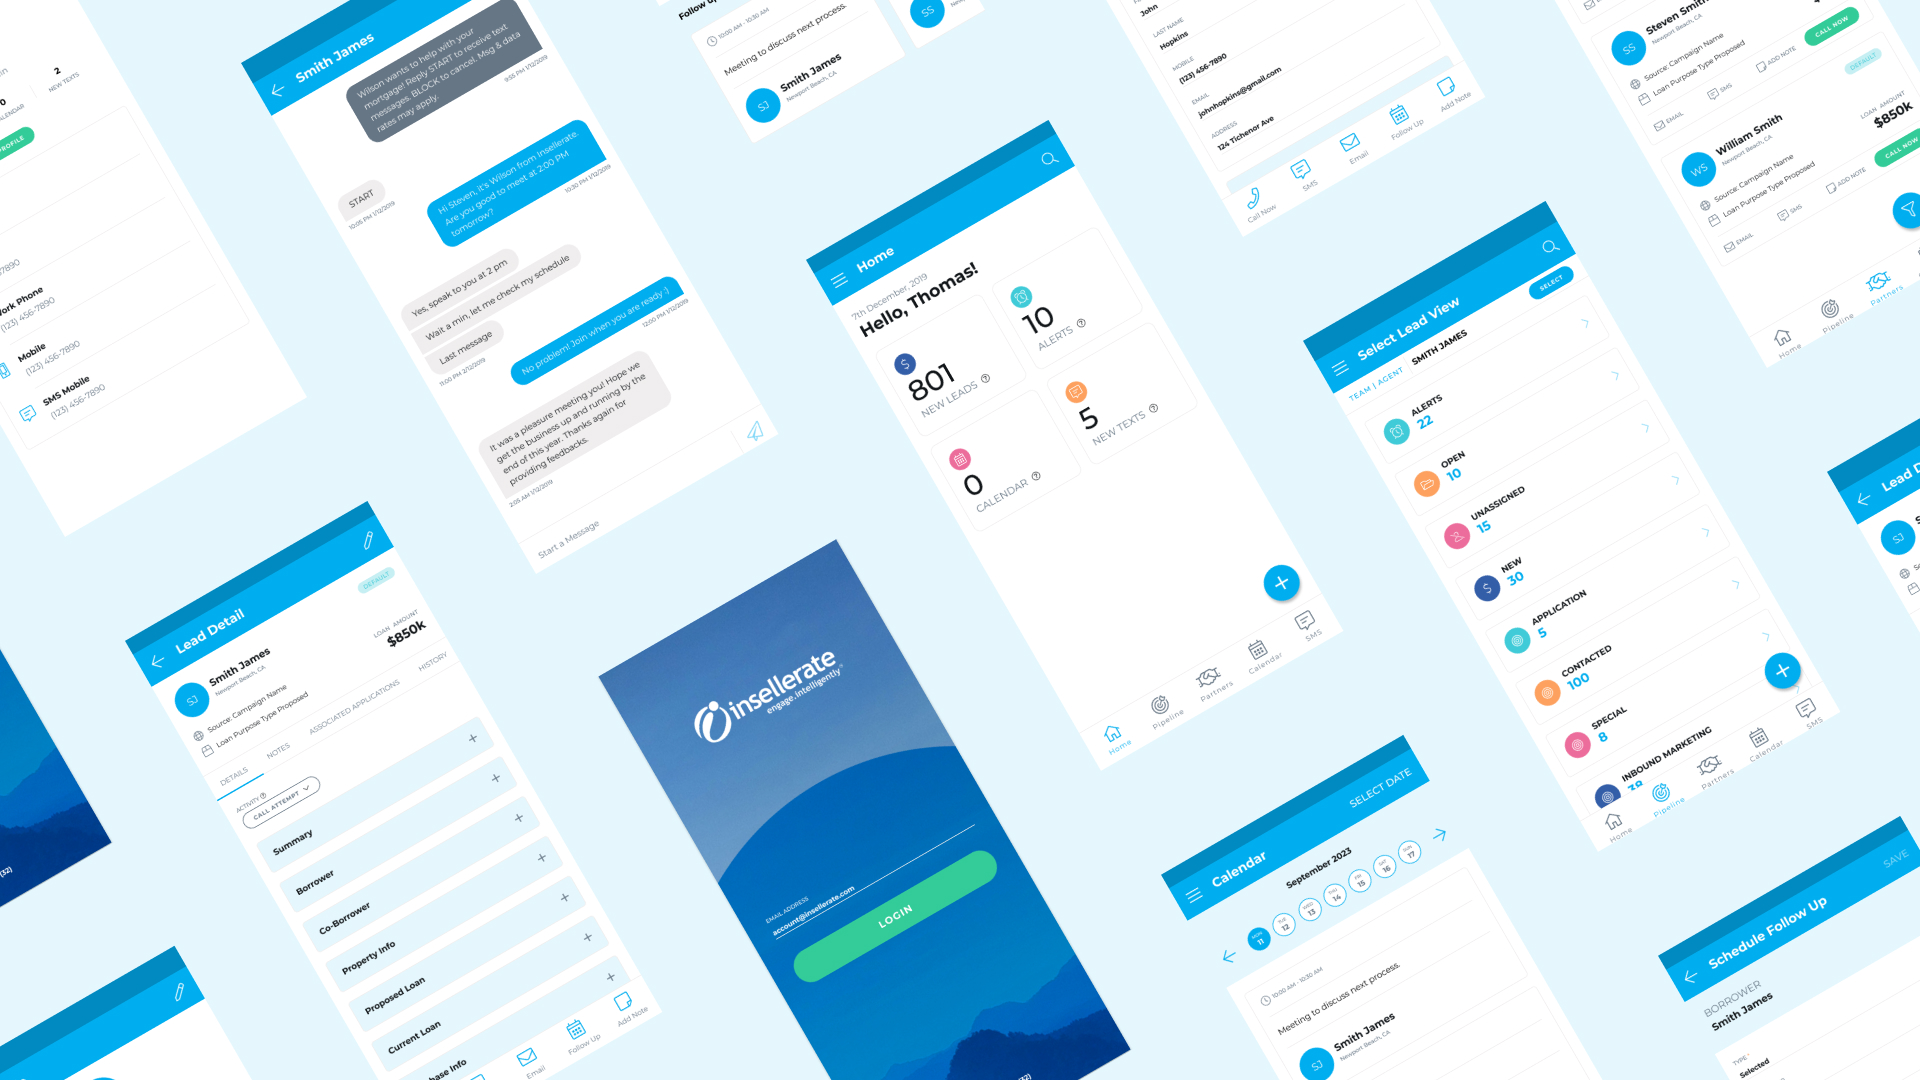 2
NEW TEXTS
0
CALENDAR
PROFILE
7890
Work Phone
(123) 456-7890
Mobile
(123) 456-7890
SMS Mobile
(123) 456-7890
Smith James
Wilson wants to help with your
mortgage! Reply START to receive text
messages. BLOCK to cancel. Msg & data
rates may apply.
9:55 PM 1/12/2019
START
10:05 PM 1/12/2019
Hi Steven, it's Wilson from Insellerate.
Are you good to meet at 2:00 PM
tomorrow?
10:30 PM 1/12/2019
Yes, speak to you at 2 pm
Wait a min, let me check my schedule
Last message
11:00 PM 2/12/2019
No problem! Join when you are ready :)
12:00 PM 1/12/2019
It was a pleasure meeting you! Hope we
get the business up and running by the
end of this year. Thanks again for
providing feedbacks.
2:05 AM 1/12/2019
Start a Message
Follow up
10:00 AM - 10:30 AM
Meeting to discuss next process.
SJ
Smith James
Newport Beach, CA
SS
John
LAST NAME
Hopkins
MOBILE
(123) 456-7890
EMAIL
johnhopkins@gmail.com
ADDRESS
124 Tichenor Ave
Call Now
SMS
Email
Follow Up
Add Note
SS
Steven Smith
Newport Beach, CA
Source: Campaign Name
Loan Purpose Type Proposed
CALL NOW
EMAIL
SMS
ADD NOTE
DEFAULT
WS
William Smith
Newport Beach, CA
LOAN AMOUNT
$850k
Source: Campaign Name
Loan Purpose Type Proposed
CALL NOW
EMAIL
SMS
ADD NOTE
Home
Pipeline
Partners
Home
7th December, 2019
Hello, Thomas!
801
NEW LEADS
10
ALERTS
0
CALENDAR
5
NEW TEXTS
Home
Pipeline
Partners
Calendar
SMS
Select Lead View
SELECT
TEAM | AGENT
SMITH JAMES
ALERTS
22
OPEN
10
UNASSIGNED
15
NEW
30
APPLICATION
5
CONTACTED
100
SPECIAL
8
INBOUND MARKETING
Home
Pipeline
Partners
Calendar
SMS
Lead D
SJ
Lead Detail
DEFAULT
SJ
Smith James
Newport Beach, CA
LOAN AMOUNT
$850k
Source: Campaign Name
Loan Purpose Type Proposed
DETAILS
NOTES
ASSOCIATED APPLICATIONS
HISTORY
ACTIVITY
CALL ATTEMPT
Summary
Borrower
Co-Borrower
Property Info
Proposed Loan
Current Loan
hase Info
Email
Follow Up
Add Note
insellerate
engage.intelligently
EMAIL ADDRESS
account@insellerate.com
LOGIN
(32)
(32)
Calendar
SELECT DATE
September 2023
MON
11
TUE
12
WED
13
THU
14
FRI
15
SAT
16
SUN
17
10:00 AM - 10:30 AM
Meeting to discuss next process.
SJ
Smith James
Newport Beach, CA
Schedule Follow Up
SAVE
BORROWER
Smith James
TYPE
Selected